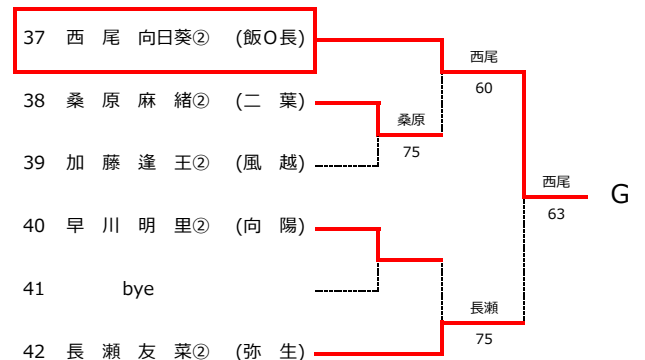 37 西 尾 向日葵② (飯O長)
西尾
60
38 桑 原 麻 緒② (二 葉)
桑原
75
39 加 藤 逢 王② (風 越)
西尾
63
G
40 早 川 明 里② (向 陽)
41 bye
長瀬
75
42 長 瀬 友 菜② (弥 生)